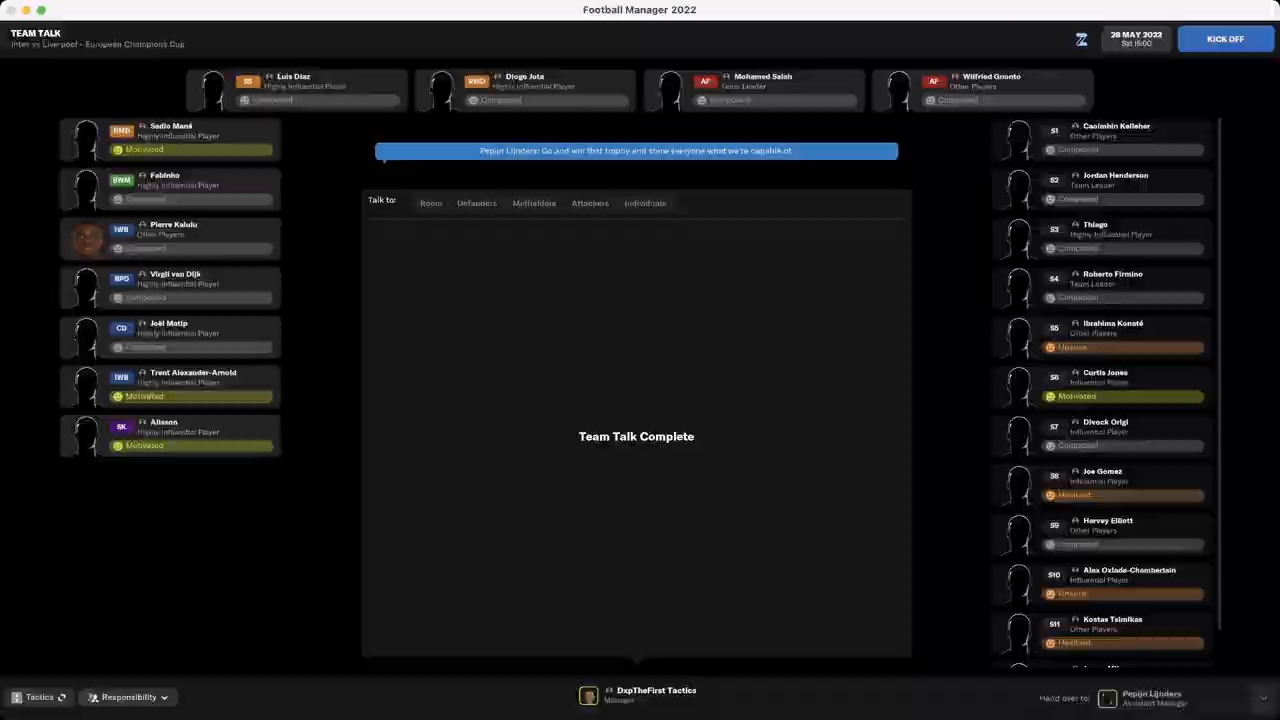 Football Manager 2022
TEAM TALK
Inter vs Liverpool - European Champions Cup
28 MAY 2022
Sat 15:00
KICK OFF
SS Luis Díaz
Highly Influential Player
Composed
RMD Diogo Jota
Highly Influential Player
Composed
AF Mohamed Salah
Team Leader
AF Wilfried Gnonto
Other Players
Composed
Sadio Mané
Highly Influential Player
Motivated
BWM Fabinho
Highly Influential Player
Composed
IWB Pierre Kalulu
Other Players
Composed
BPD Virgil van Dijk
Highly Influential Player
Composed
CD Joël Matip
Highly Influential Player
IWB Trent Alexander-Arnold
Highly Influential Player
Motivated
SK Alisson
Highly Influential Player
Motivated
Pepijn Lijnders: Go and win that trophy and show everyone what we're capable of.
Talk to: Room Defenders Midfielders Attackers Individuals
Team Talk Complete
S1 Caoimhín Kelleher
Other Players
Composed
S2 Jordan Henderson
Team Leader
Composed
S3 Thiago
Highly Influential Player
Composed
S4 Roberto Firmino
Team Leader
Composed
S5 Ibrahima Konaté
Other Players
S6 Curtis Jones
Influential Player
Motivated
S7 Divock Origi
Influential Player
Composed
S8 Joe Gomez
Influential Player
S9 Harvey Elliott
Other Players
Composed
S10 Alex Oxlade-Chamberlain
Influential Player
S11 Kostas Tsimikas
Other Players
Tactics
Responsibility
DxpTheFirst Tactics
Manager
Hand over to: Pepijn Lijnders
Assistant Manager